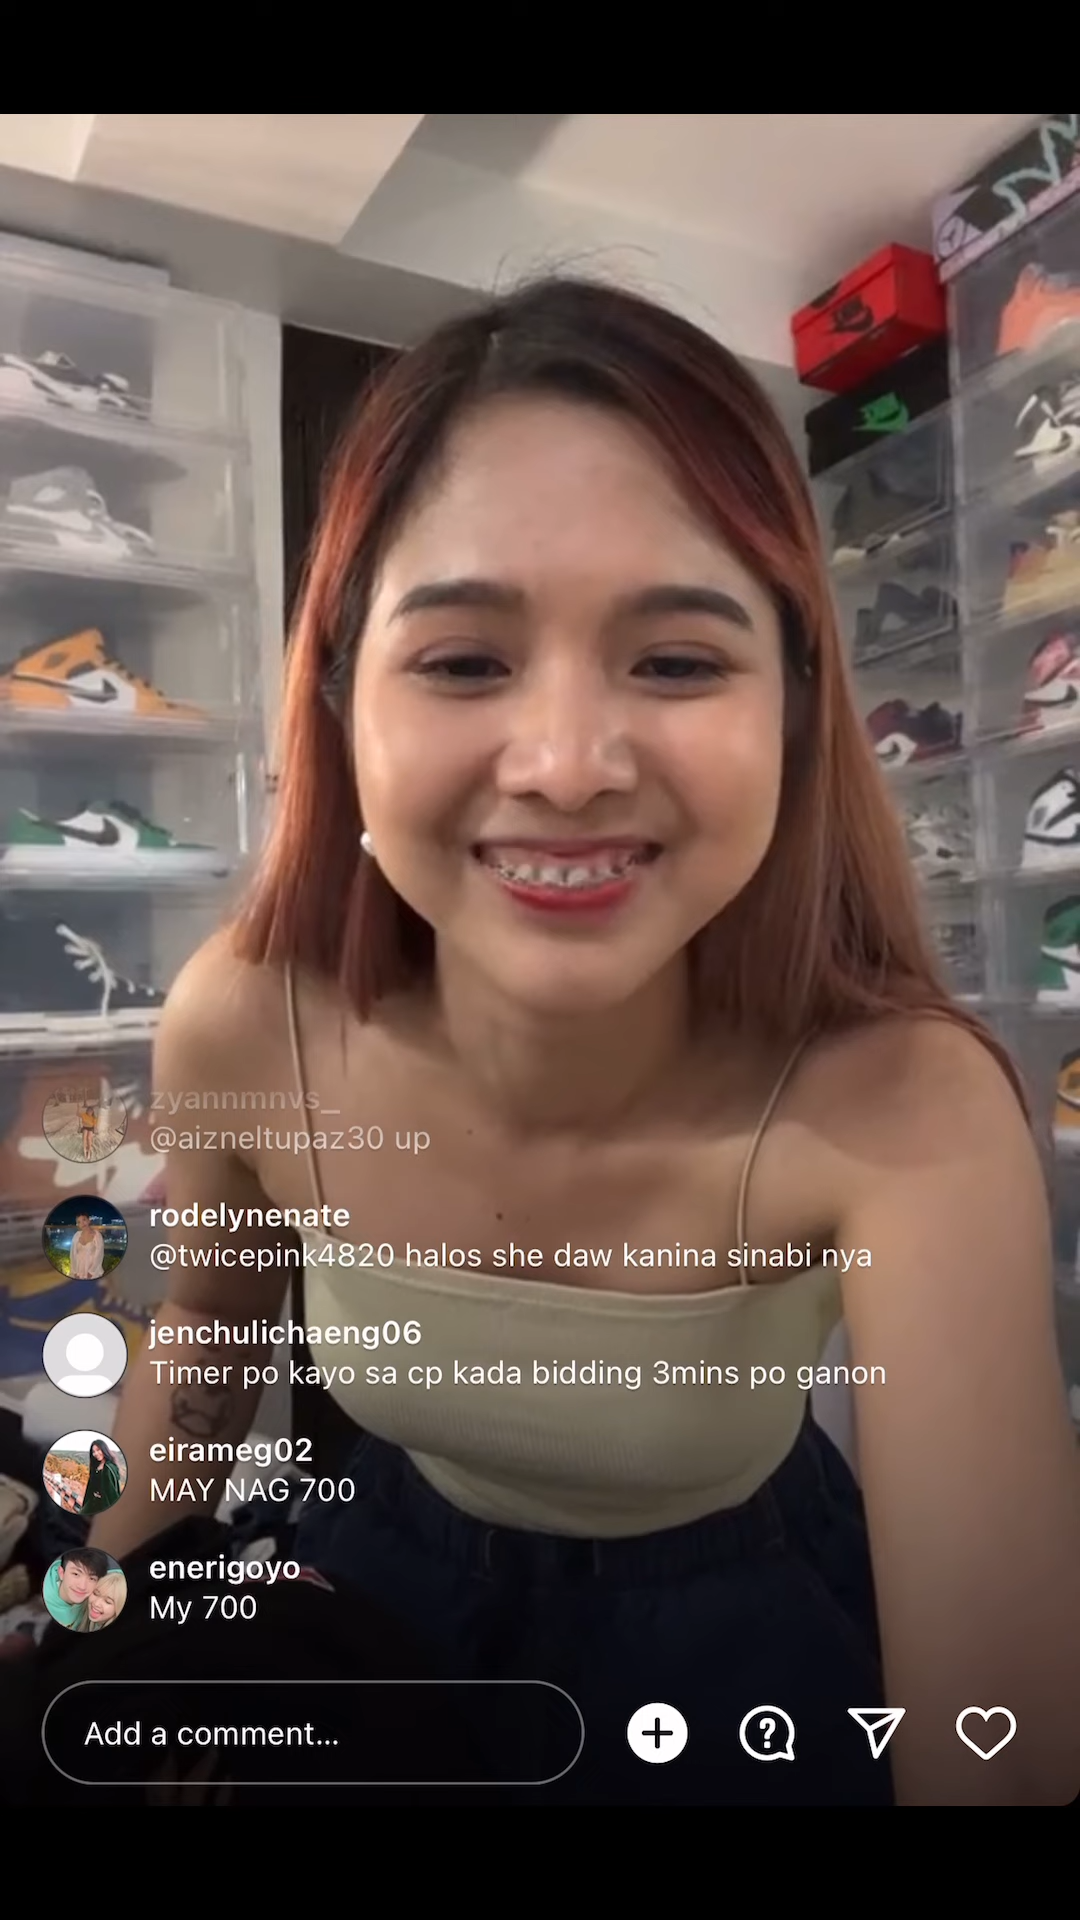 zyannmnvs_
@aizneltupaz30 up
rodelynenate
@twicepink4820 halos she daw kanina sinabi nya
jenchulichaeng06
Timer po kayo sa cp kada bidding 3mins po ganon
eirameg02
MAY NAG 700
enerigoyo
My 700
Add a comment...